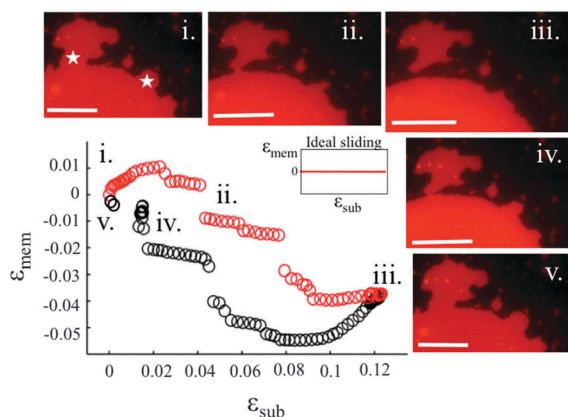 i.
ii.
iii.
iv.
v.
Ideal sliding
ε_mem
0
ε_sub
i.
ii.
iii.
iv.
v.
0.01
0
-0.01
-0.02
-0.03
-0.04
-0.05
ε_mem
0
0.02
0.04
0.06
0.08
0.10
0.12
ε_sub